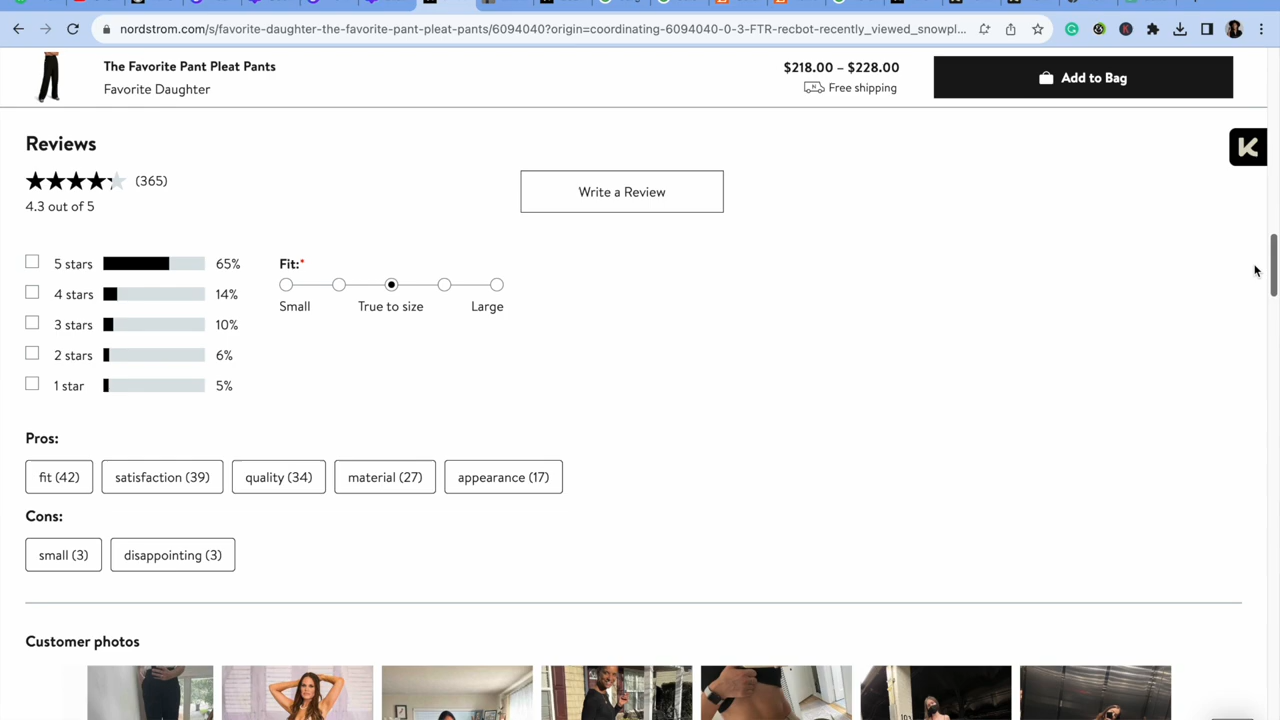 nordstrom.com/s/favorite-daughter-the-favorite-pant-pleat-pants/6094040?origin=coordinating-6094040-0-3-FTR-recbot-recently_viewed_snowpl...
The Favorite Pant Pleat Pants
Favorite Daughter
$218.00 – $228.00
Free shipping
Add to Bag
Reviews
(365)
4.3 out of 5
Write a Review
5 stars 65%
4 stars 14%
3 stars 10%
2 stars 6%
1 star 5%
Fit:*
Small True to size Large
Pros:
fit (42) satisfaction (39) quality (34) material (27) appearance (17)
Cons:
small (3) disappointing (3)
Customer photos